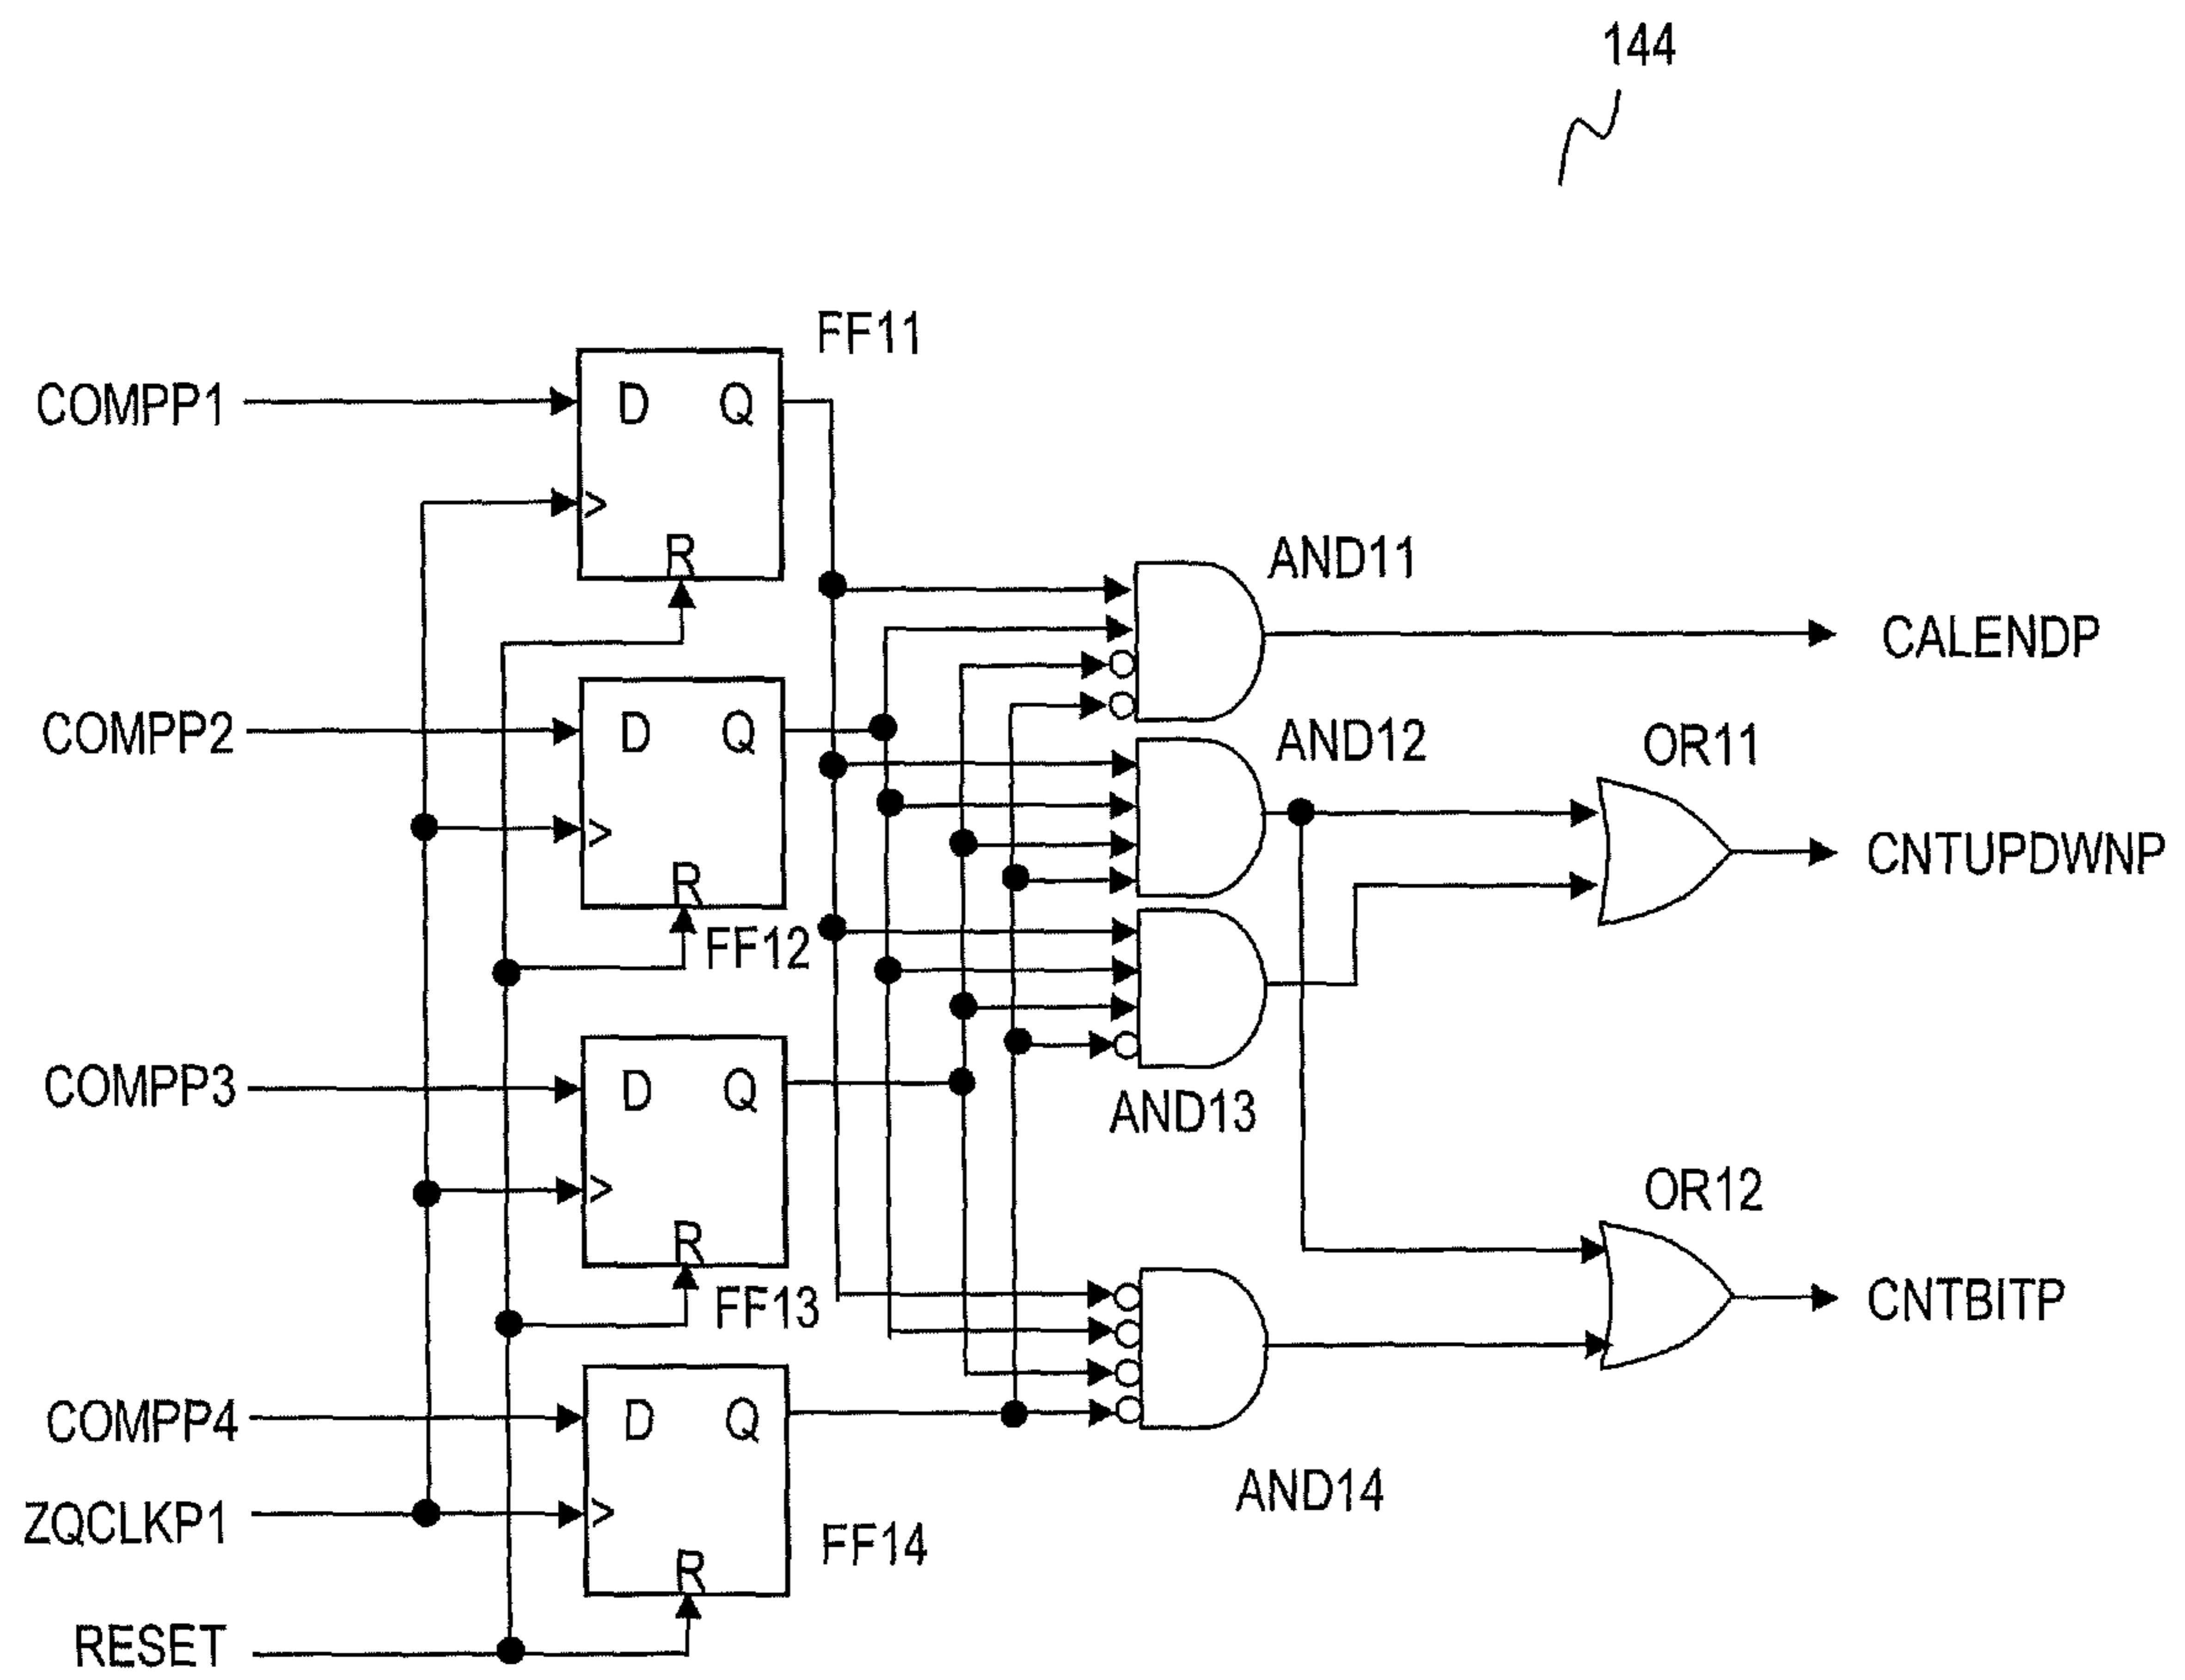 144
FF11
COMPP1
D Q
>
R
AND11
CALENDP
COMPP2
D Q
AND12
OR11
>
R
CNTUPDWNP
FF12
COMPP3
D Q
AND13
>
R
OR12
FF13
CNTBITP
COMPP4
D Q
AND14
ZQCLKP1
>
FF14
R
RESET